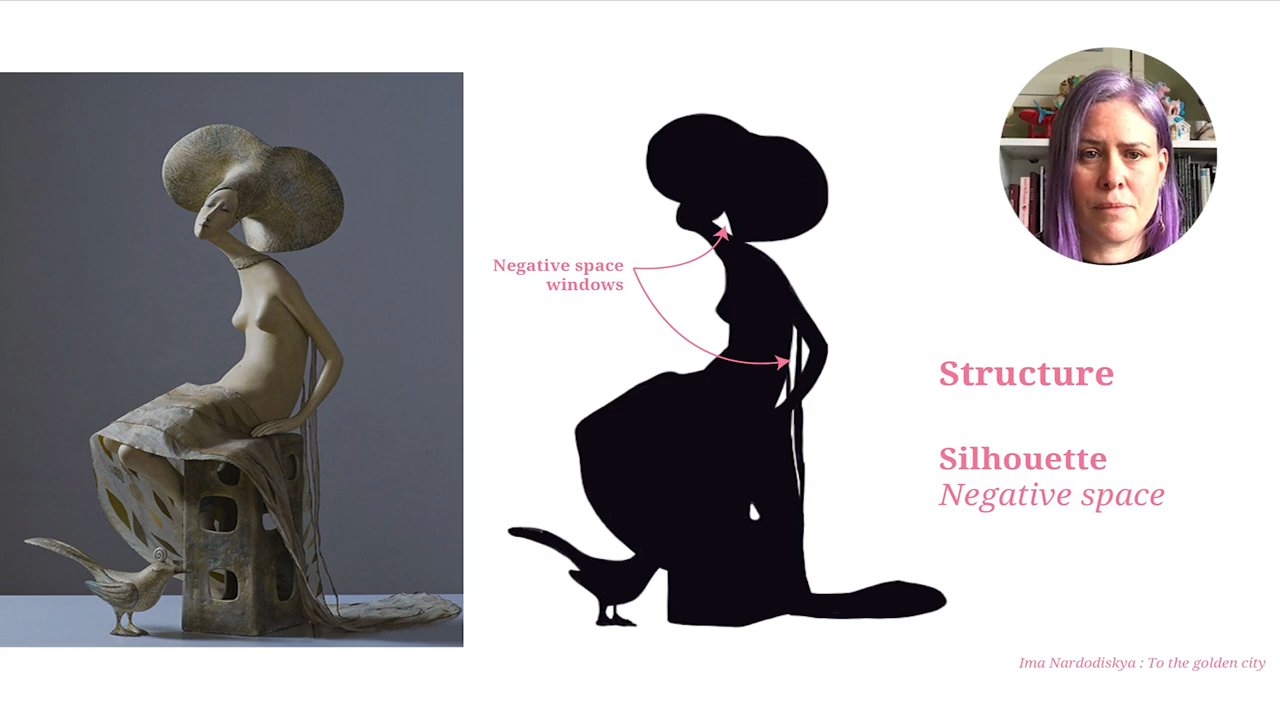 Negative space
windows
Structure
Silhouette
Negative space
Ima Nardodiskya : To the golden city